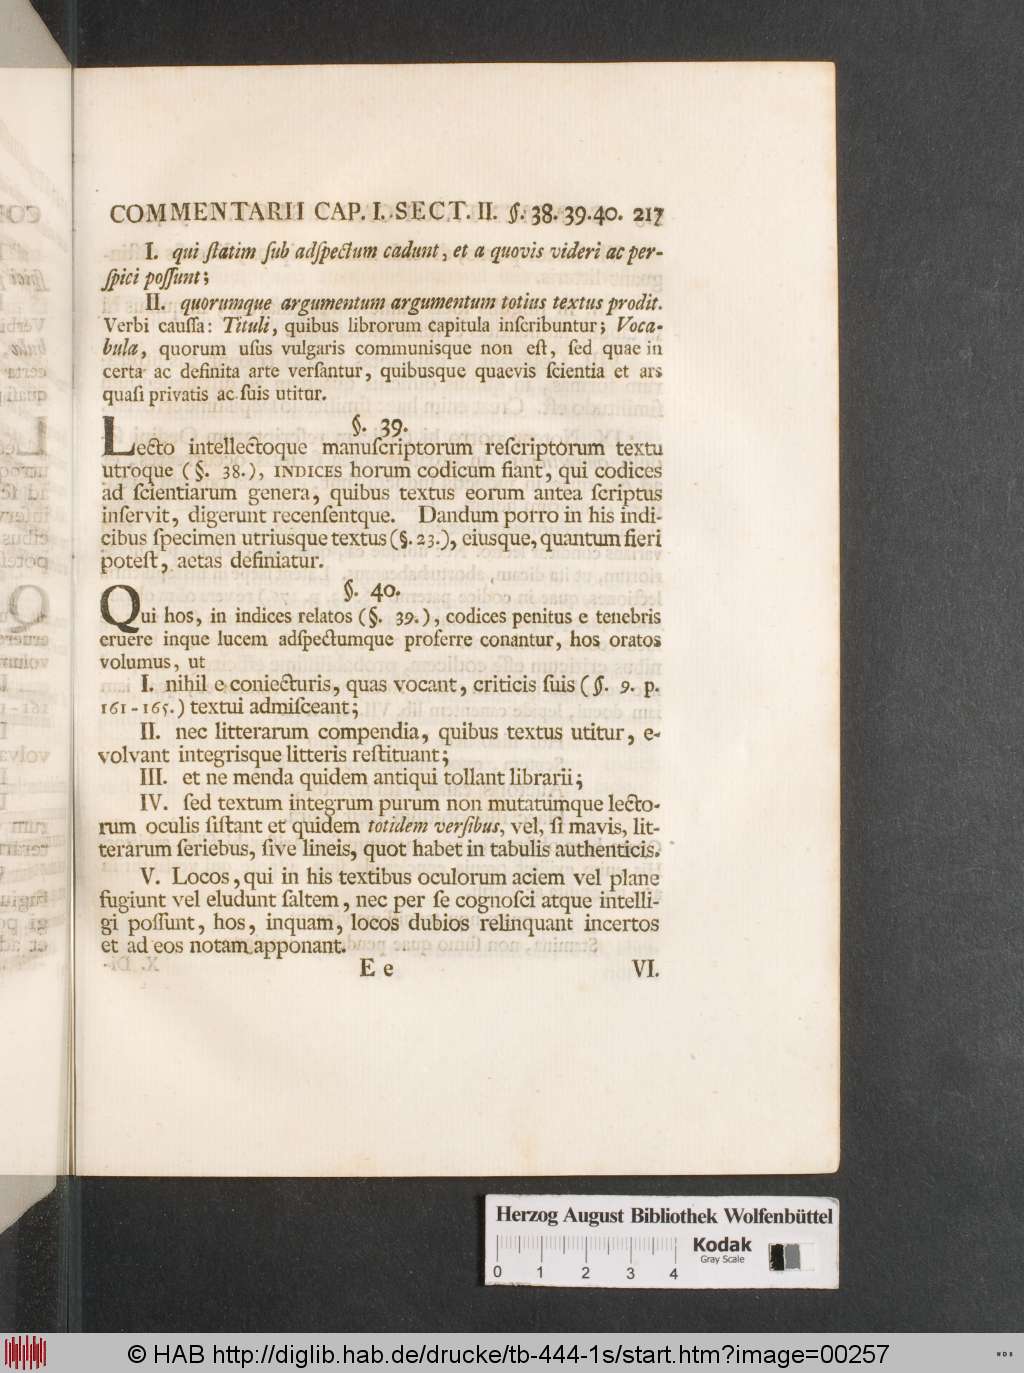 COMMENTARII CAP. I. SECT. II. §. 38. 39. 40. 217
I. qui ſtatim ſub adſpectum cadunt, et a quovis videri ac per-
ſpici poſſunt;
II. quorumque argumentum argumentum totius textus prodit.
Verbi cauſſa: Tituli, quibus librorum capitula inſcribuntur; Voca-
bula, quorum uſus vulgaris communisque non eſt, ſed quae in
certa ac definita arte verſantur, quibusque quaevis ſcientia et ars
quaſi privatis ac ſuis utitur.
§. 39.
Lecto intellectoque manuſcriptorum reſcriptorum textu
utroque (§. 38.), INDICES horum codicum fiant, qui codices
ad ſcientiarum genera, quibus textus eorum antea ſcriptus
inſervit, digerunt recenſentque. Dandum porro in his indi-
cibus ſpecimen utriusque textus (§. 23.), eiusque, quantum fieri
poteſt, aetas definiatur.
§. 40.
Qui hos, in indices relatos (§. 39.), codices penitus e tenebris
eruere inque lucem adſpectumque proferre conantur, hos oratos
volumus, ut
I. nihil e coniecturis, quas vocant, criticis ſuis (§. 9. p.
161-165.) textui admiſceant;
II. nec litterarum compendia, quibus textus utitur, e-
volvant integrisque litteris reſtituant;
III. et ne menda quidem antiqui tollant librarii;
IV. ſed textum integrum purum non mutatumque lecto-
rum oculis ſiſtant et quidem totidem verſibus, vel, ſi mavis, lit-
terarum ſeriebus, ſive lineis, quot habet in tabulis authenticis.
V. Locos, qui in his textibus oculorum aciem vel plane
fugiunt vel eludunt ſaltem, nec per ſe cognoſci atque intelli-
gi poſſunt, hos, inquam, locos dubios relinquant incertos
et ad eos notam apponant.
E e VI.
Herzog August Bibliothek Wolfenbüttel
0 1 2 3 4
Kodak
Gray Scale
© HAB http://diglib.hab.de/drucke/tb-444-1s/start.htm?image=00257